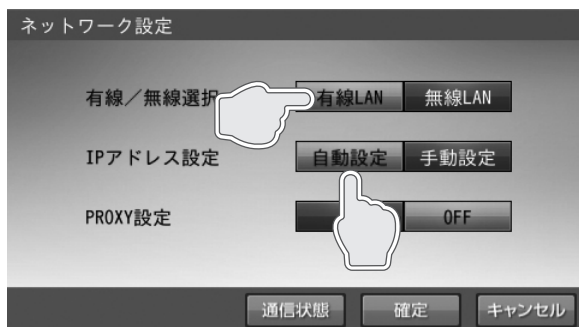 ネットワーク設定
有線／無線選択 有線LAN 無線LAN
IPアドレス設定 自動設定 手動設定
PROXY設定 OFF
通信状態 確定 キャンセル